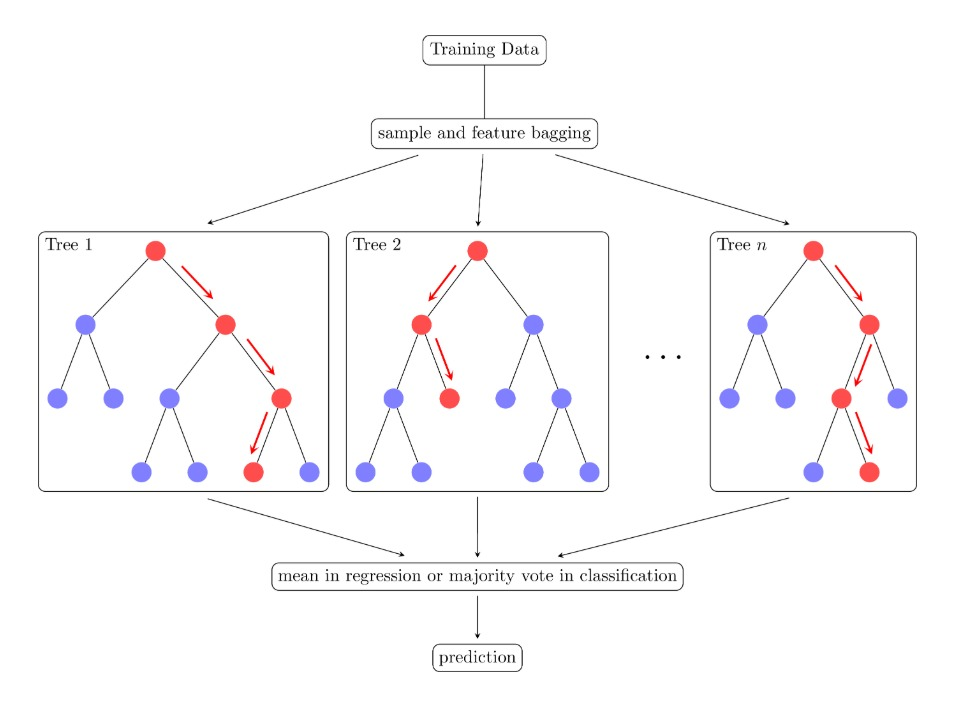 Training Data
sample and feature bagging
Tree 1
Tree 2
. . .
Tree n
mean in regression or majority vote in classification
prediction